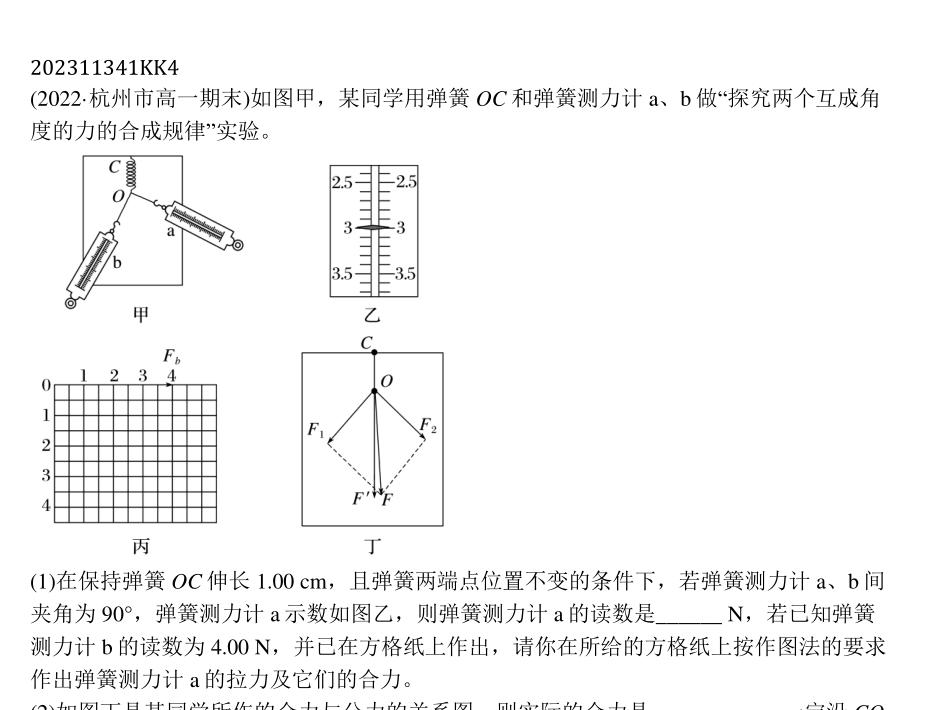 202311341KK4
(2022·杭州市高一期末)如图甲，某同学用弹簧 OC 和弹簧测力计 a、b 做“探究两个互成角
度的力的合成规律”实验。
C
O
a
b
甲
2.5 2.5
3 3
3.5 3.5
乙
F_b
1 2 3 4
0
1
2
3
4
丙
C
O
F₁
F₂
F′ F
丁
(1)在保持弹簧 OC 伸长 1.00 cm，且弹簧两端点位置不变的条件下，若弹簧测力计 a、b 间
夹角为 90°，弹簧测力计 a 示数如图乙，则弹簧测力计 a 的读数是______ N，若已知弹簧
测力计 b 的读数为 4.00 N，并已在方格纸上作出，请你在所给的方格纸上按作图法的要求
作出弹簧测力计 a 的拉力及它们的合力。